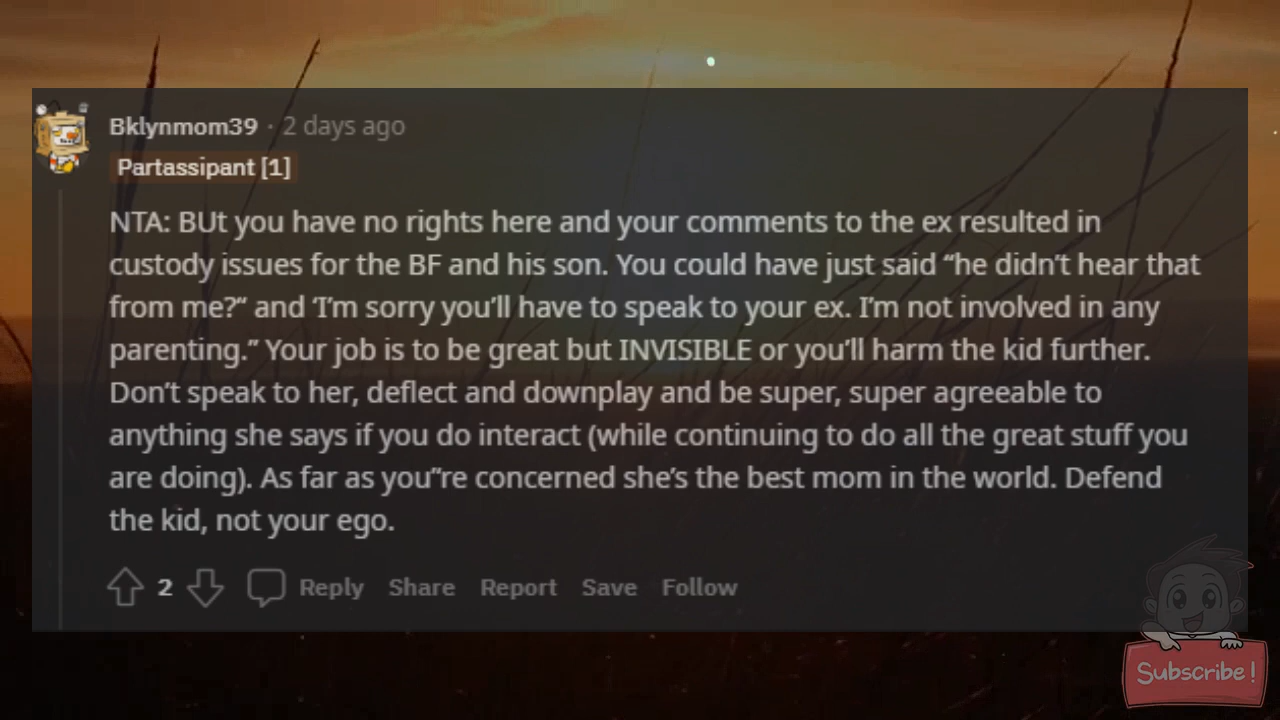 Bklynmom39 · 2 days ago
Partassipant [1]
NTA: BUt you have no rights here and your comments to the ex resulted in
custody issues for the BF and his son. You could have just said “he didn’t hear that
from me?“ and ‘I’m sorry you’ll have to speak to your ex. I’m not involved in any
parenting.” Your job is to be great but INVISIBLE or you’ll harm the kid further.
Don’t speak to her, deflect and downplay and be super, super agreeable to
anything she says if you do interact (while continuing to do all the great stuff you
are doing). As far as you”re concerned she’s the best mom in the world. Defend
the kid, not your ego.
2 Reply Share Report Save Follow
Subscribe!